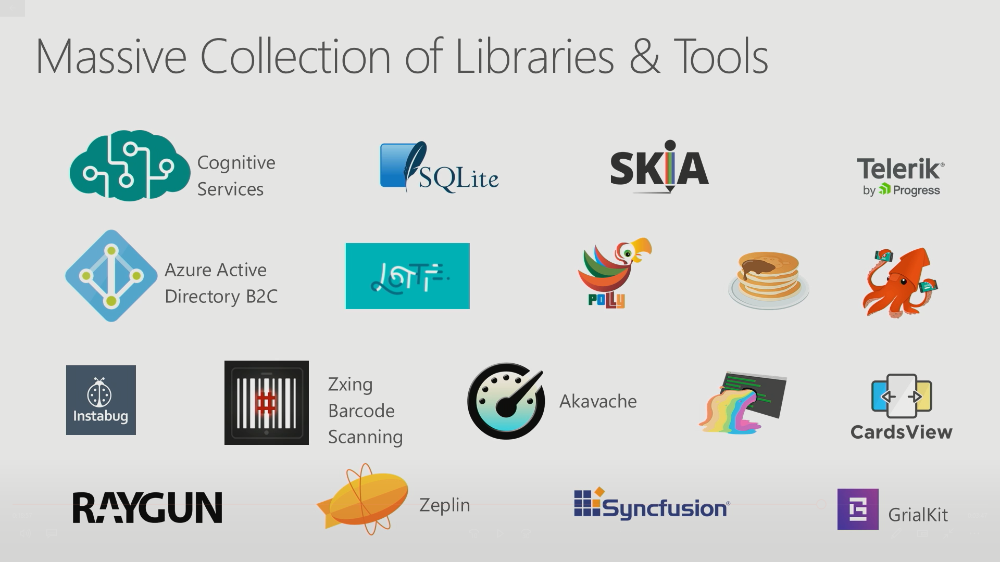 Massive Collection of Libraries & Tools
Cognitive
Services
SQLite
SKiA
Telerik®
by Progress
Azure Active
Directory B2C
POLLY
Instabug
#
Zxing
Barcode
Scanning
Akavache
CardsView
RAYGUN
Zeplin
Syncfusion®
G
GrialKit